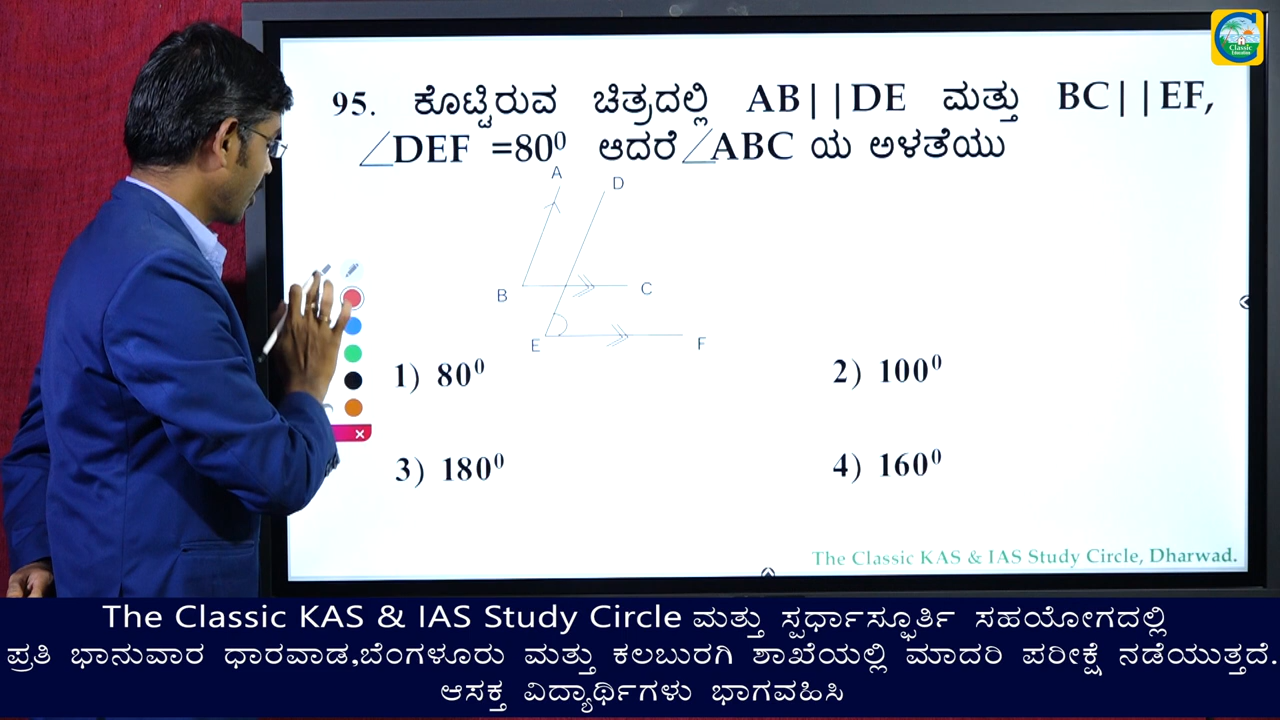 95. ಕೊಟ್ಟಿರುವ ಚಿತ್ರದಲ್ಲಿ AB||DE ಮತ್ತು BC||EF,
∠DEF =80⁰ ಆದರೆ ∠ABC ಯ ಅಳತೆಯು
A
D
B
C
E
F
1) 80⁰
2) 100⁰
3) 180⁰
4) 160⁰
The Classic KAS & IAS Study Circle, Dharwad.
Classic
Education
The Classic KAS & IAS Study Circle ಮತ್ತು ಸ್ಪರ್ಧಾಸ್ಫೂರ್ತಿ ಸಹಯೋಗದಲ್ಲಿ
ಪ್ರತಿ ಭಾನುವಾರ ಧಾರವಾಡ,ಬೆಂಗಳೂರು ಮತ್ತು ಕಲಬುರಗಿ ಶಾಖೆಯಲ್ಲಿ ಮಾದರಿ ಪರೀಕ್ಷೆ ನಡೆಯುತ್ತದೆ.
ಆಸಕ್ತ ವಿದ್ಯಾರ್ಥಿಗಳು ಭಾಗವಹಿಸಿ